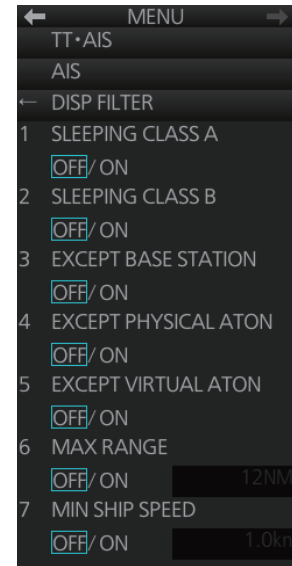 ← MENU →
TT•AIS
AIS
← DISP FILTER
1 SLEEPING CLASS A
OFF/ ON
2 SLEEPING CLASS B
OFF/ ON
3 EXCEPT BASE STATION
OFF/ ON
4 EXCEPT PHYSICAL ATON
OFF/ ON
5 EXCEPT VIRTUAL ATON
OFF/ ON
6 MAX RANGE
OFF/ ON 12NM
7 MIN SHIP SPEED
OFF/ ON 1.0kn